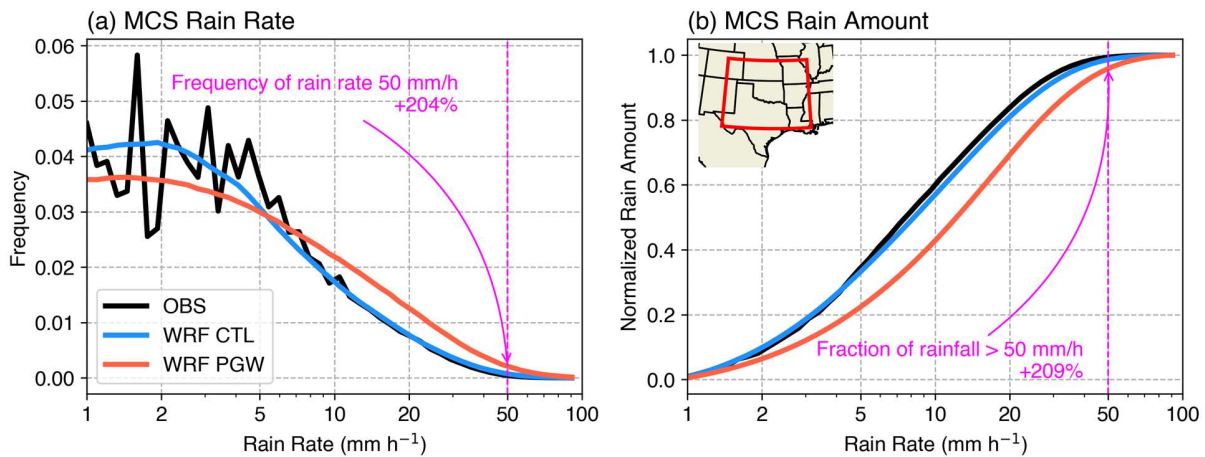 (a) MCS Rain Rate
0.06
0.05
0.04
0.03
0.02
0.01
0.00
Frequency
Frequency of rain rate 50 mm/h
+204%
OBS
WRF CTL
WRF PGW
1 2 5 10 20 50 100
Rain Rate (mm h⁻¹)
(b) MCS Rain Amount
1.0
0.8
0.6
0.4
0.2
0.0
Normalized Rain Amount
Fraction of rainfall > 50 mm/h
+209%
1 2 5 10 20 50 100
Rain Rate (mm h⁻¹)